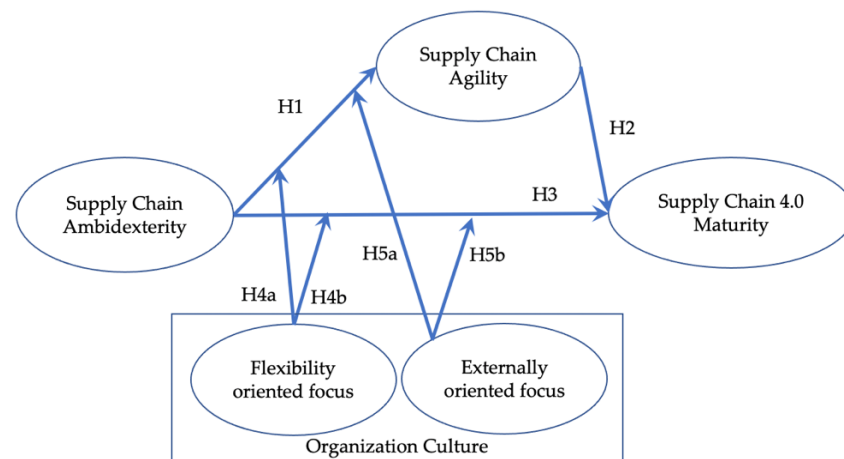 Supply Chain
Agility
H1
H2
Supply Chain
Ambidexterity
H3
Supply Chain 4.0
Maturity
H5a
H5b
H4a
H4b
Flexibility
oriented focus
Externally
oriented focus
Organization Culture